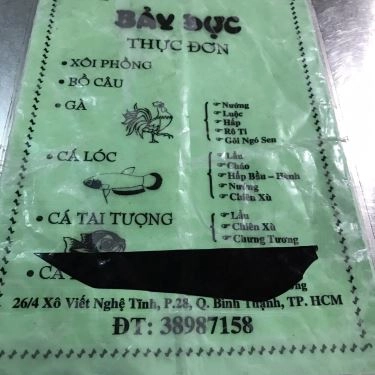 BẢY ĐỰC
THỰC ĐƠN
• XÔI PHỒNG
• BỒ CÂU
• GÀ
☞ Nướng
☞ Luộc
☞ Hấp
☞ Rô Ti
☞ Gỏi Ngó Sen
• CÁ LÓC
☞ Lẩu
☞ Cháo
☞ Hấp Bầu – Hành
☞ Nướng
☞ Chiên Xù
• CÁ TAI TƯỢNG
☞ Lẩu
☞ Chiên Xù
☞ Chưng Tương
26/4 Xô Viết Nghệ Tĩnh, P.28, Q. Bình Thạnh, TP. HCM
ĐT: 38987158